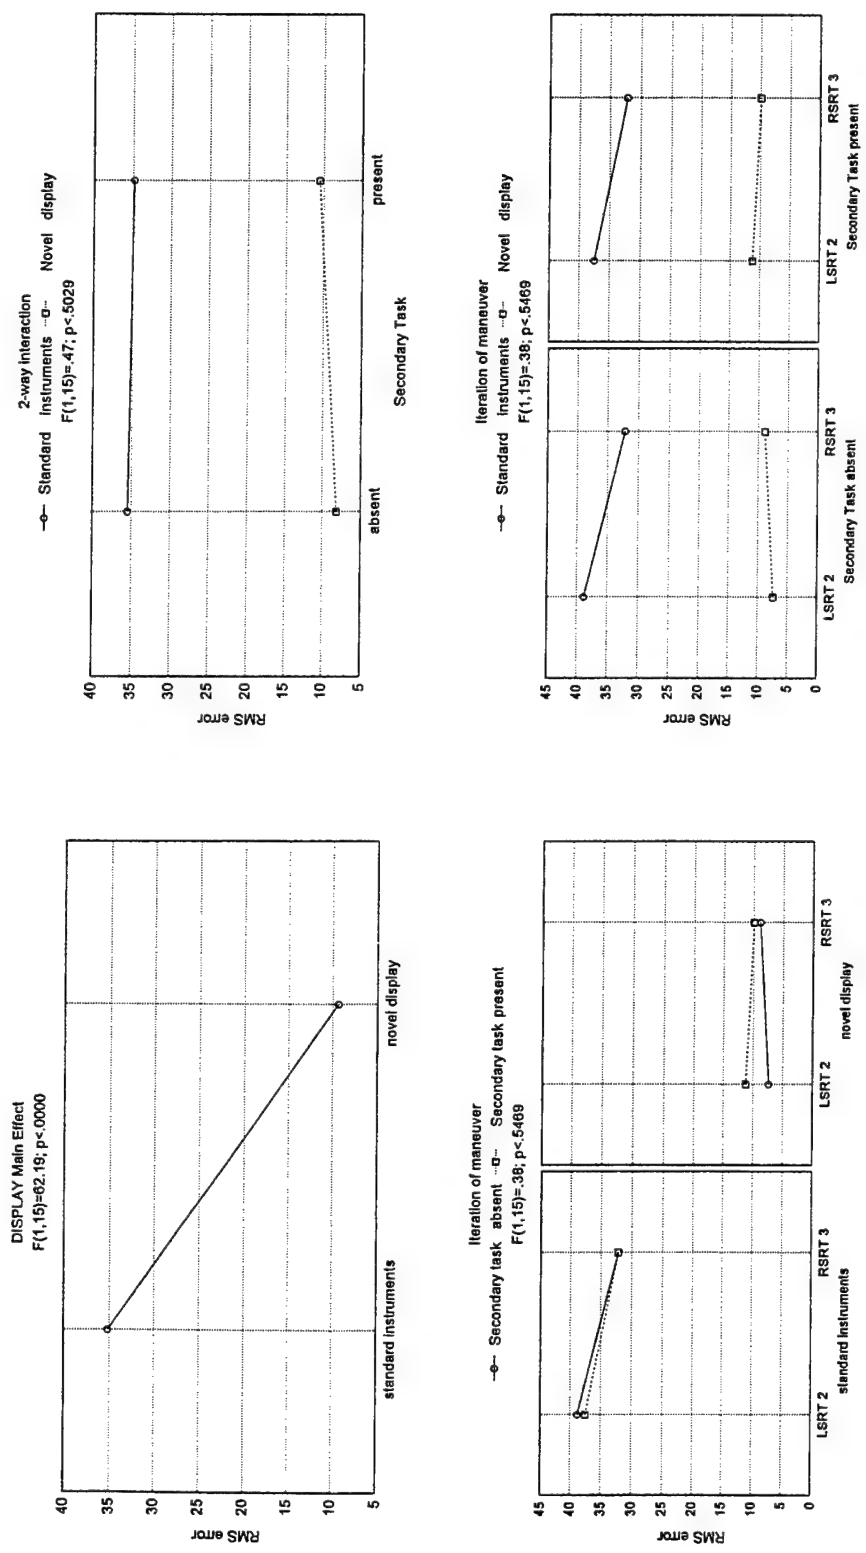 DISPLAY Main Effect
F(1,15)=62.19; p<.0000
RMS error
40
35
30
25
20
15
10
5
standard instruments
novel display
2-way interaction
Standard Instruments Novel display
F(1,15)=.47; p<.5029
RMS error
40
35
30
25
20
15
10
5
absent
present
Secondary Task
Iteration of maneuver
Secondary task absent Secondary task present
F(1,15)=.38; p<.5469
RMS error
45
40
35
30
25
20
15
10
5
0
LSRT 2
RSRT 3
standard Instruments
LSRT 2
RSRT 3
novel display
Iteration of maneuver
Standard Instruments Novel display
F(1,15)=.38; p<.5469
RMS error
45
40
35
30
25
20
15
10
5
0
LSRT 2
RSRT 3
Secondary Task absent
LSRT 2
RSRT 3
Secondary Task present